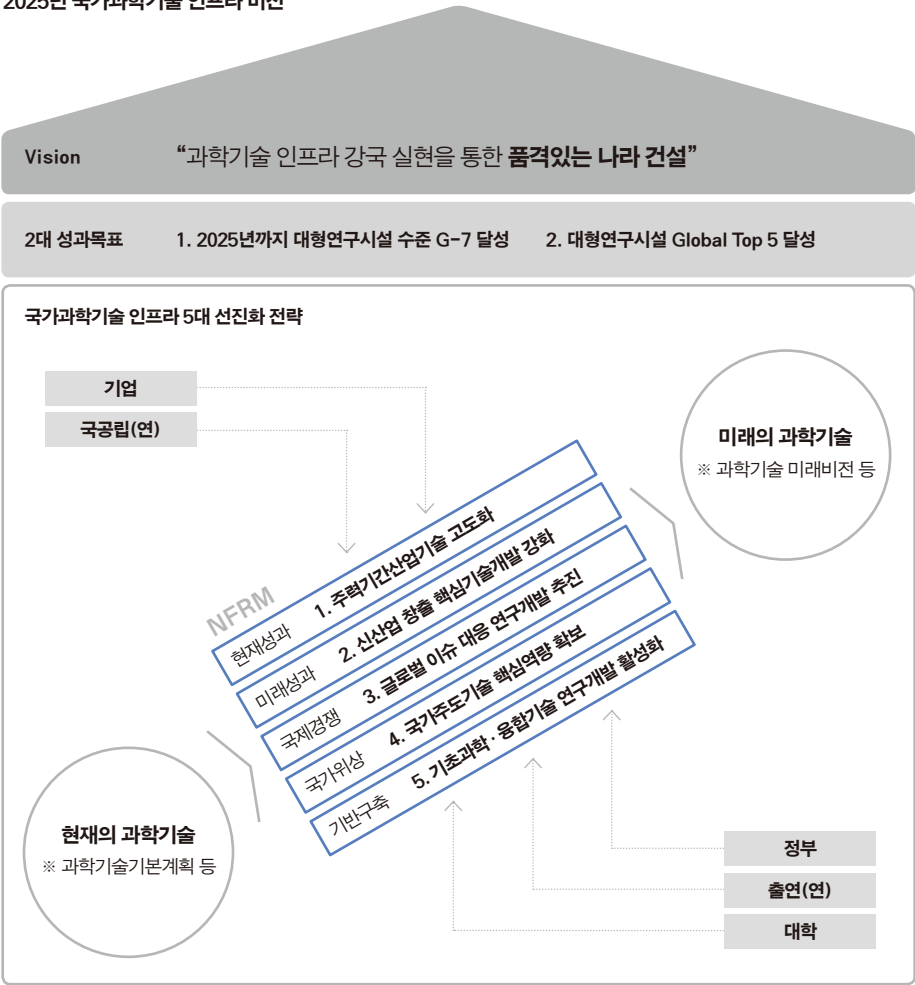 2025년 국가과학기술 인프라 비전
Vision
“과학기술 인프라 강국 실현을 통한 품격있는 나라 건설”
2대 성과목표
1. 2025년까지 대형연구시설 수준 G-7 달성
2. 대형연구시설 Global Top 5 달성
국가과학기술 인프라 5대 선진화 전략
기업
국공립(연)
미래의 과학기술
※ 과학기술 미래비전 등
NFRM
현재성과 1. 주력기간산업기술 고도화
미래성과 2. 신산업 창출 핵심기술개발 강화
국제경쟁 3. 글로벌 이슈 대응 연구개발 추진
국가위상 4. 국가주도기술 핵심역량 확보
기반구축 5. 기초과학 · 융합기술 연구개발 활성화
현재의 과학기술
※ 과학기술기본계획 등
정부
출연(연)
대학